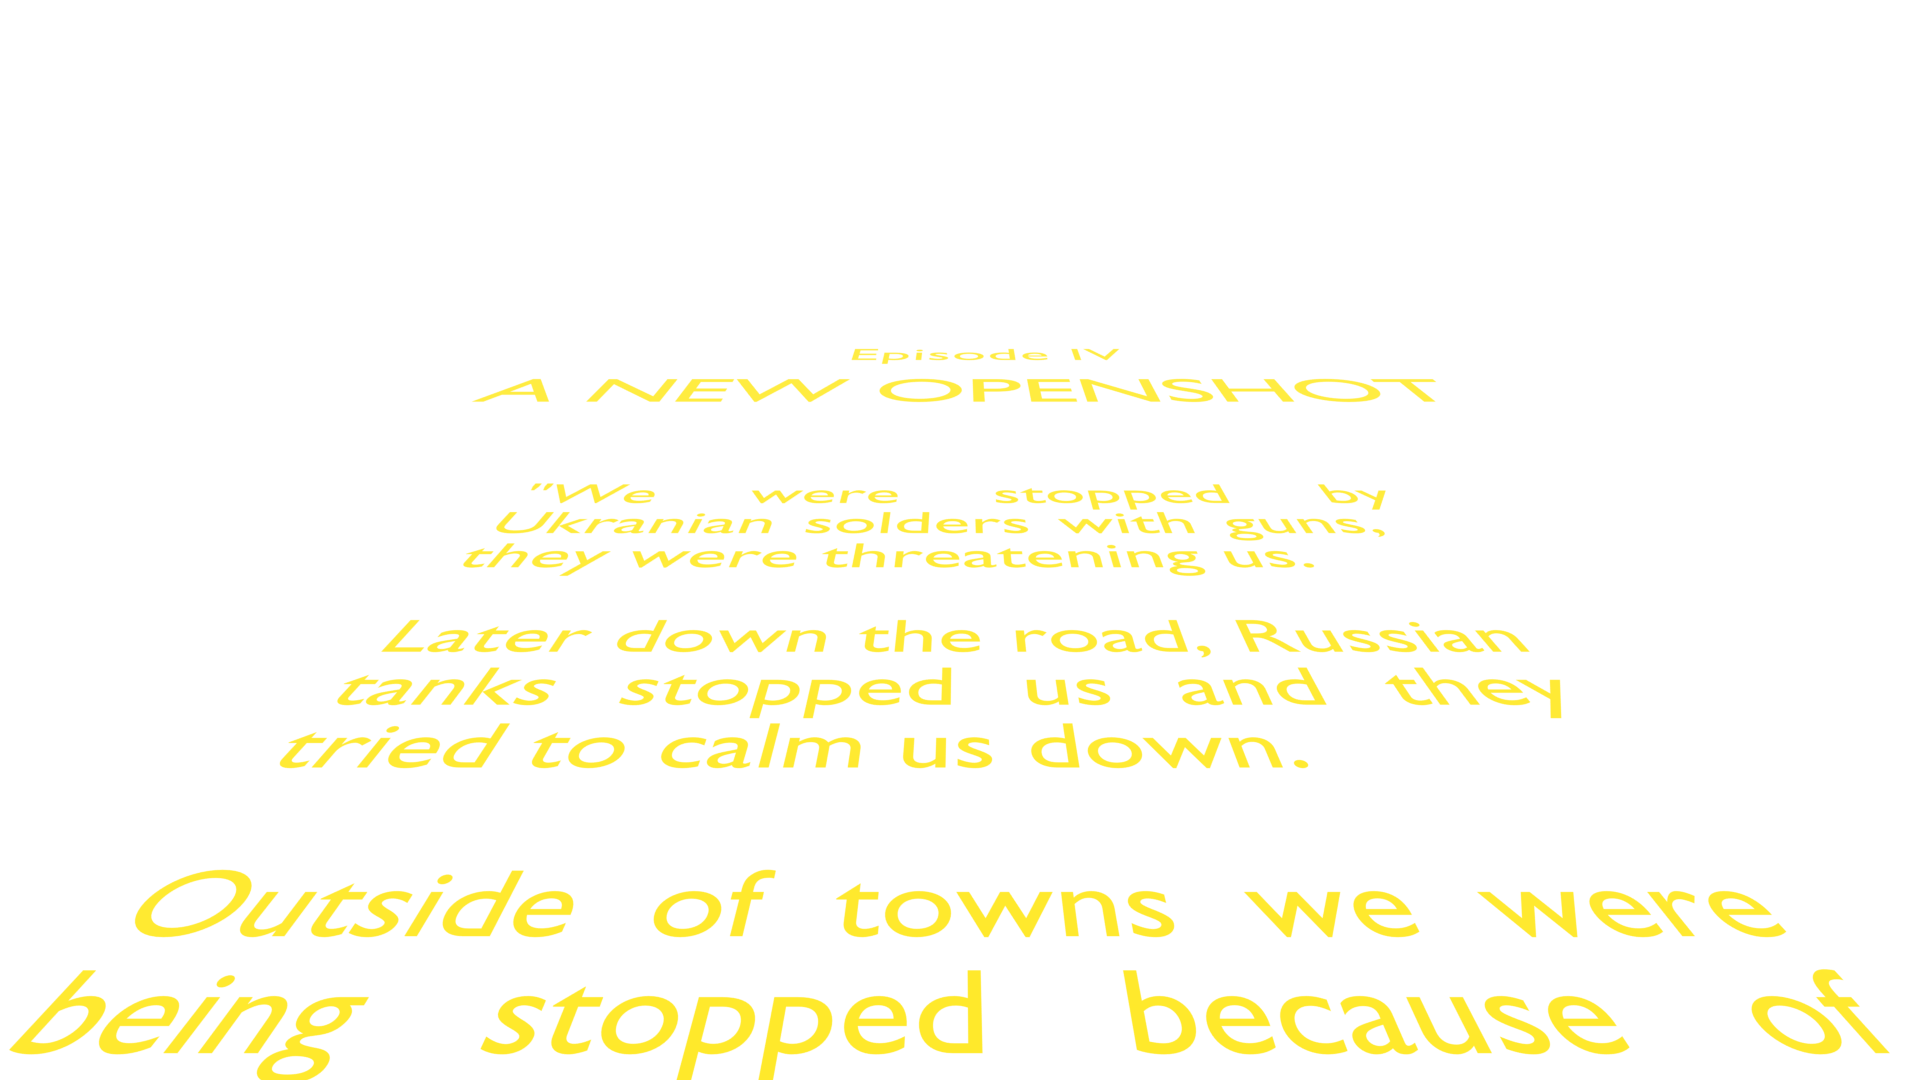 Episode IV
A NEW OPENSHOT
"We were stopped by
Ukranian solders with guns,
they were threatening us.
Later down the road, Russian
tanks stopped us and they
tried to calm us down.
Outside of towns we were
being stopped because of